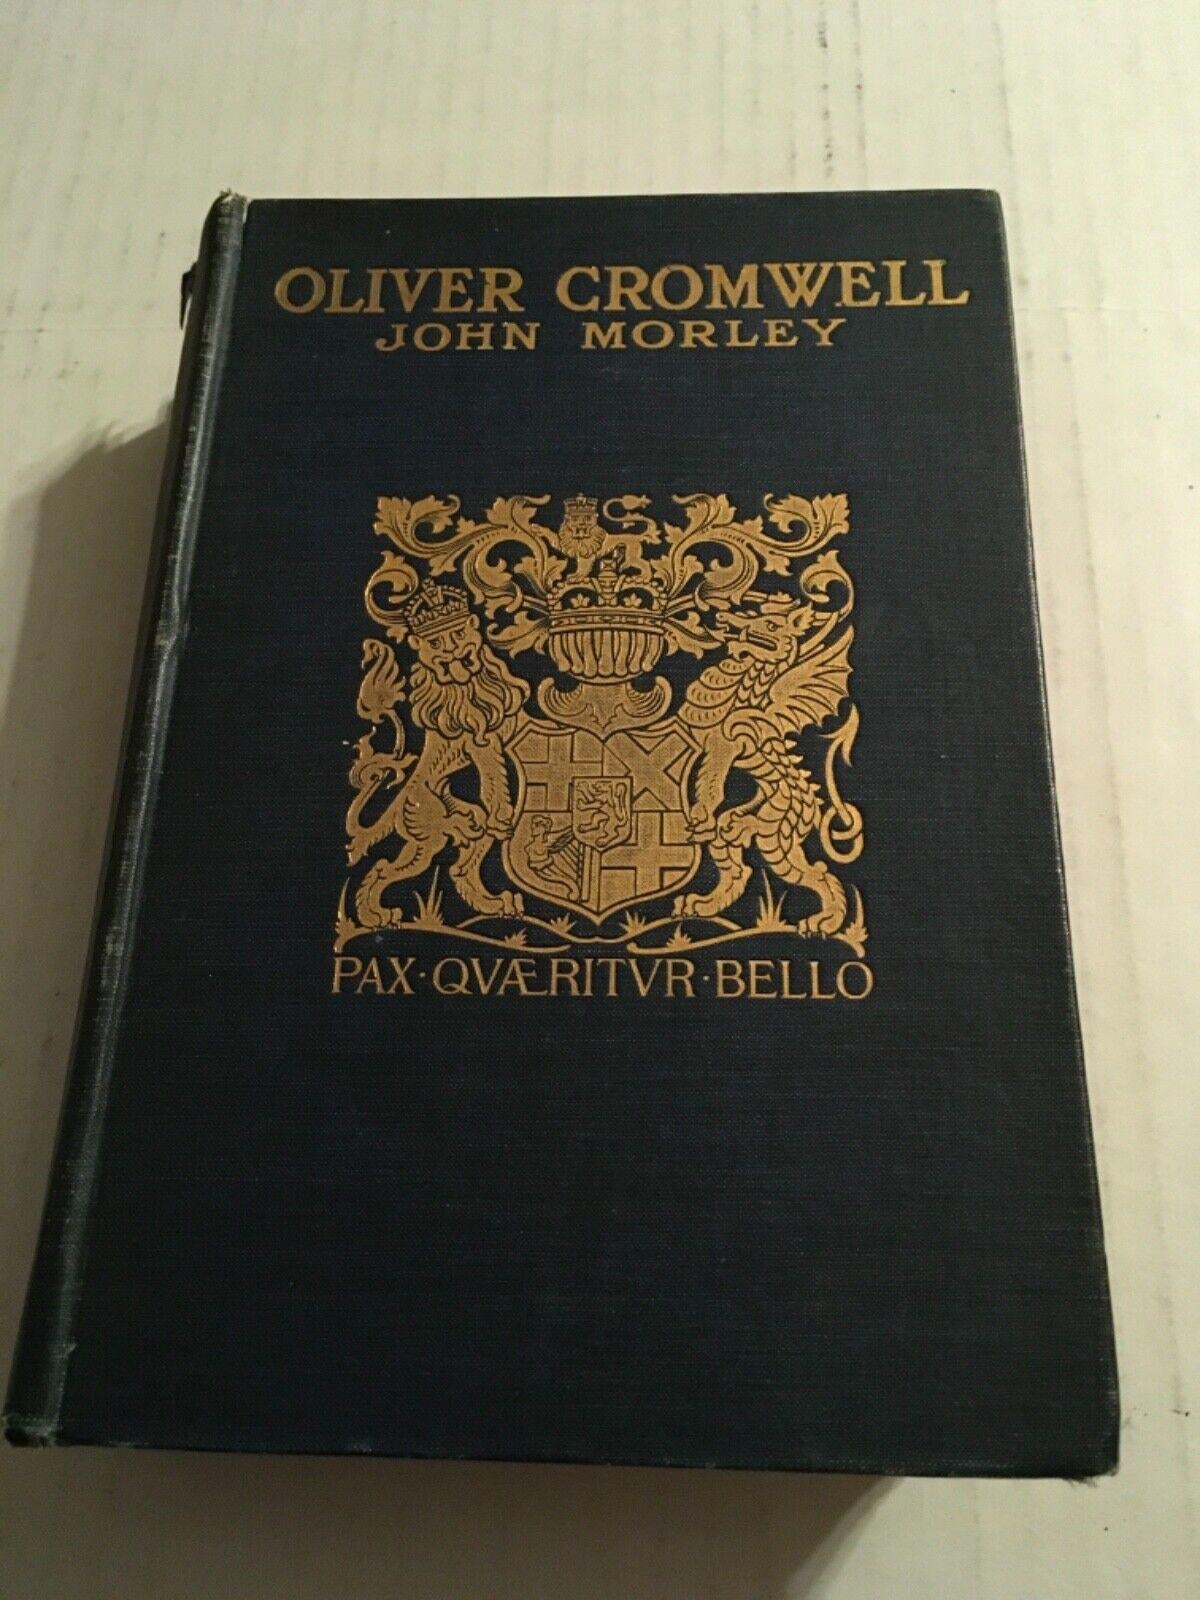 OLIVER CROMWELL
JOHN MORLEY
PAX · QVÆRITVR · BELLO